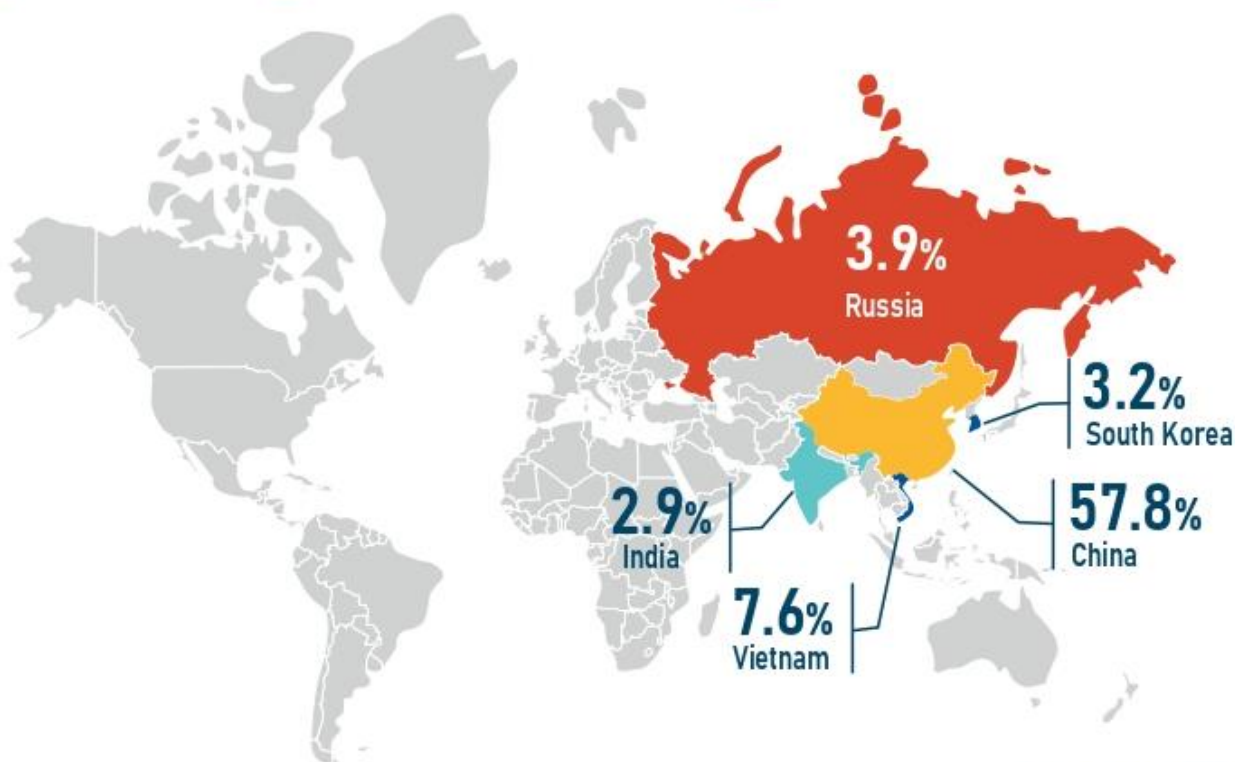 3.9%
Russia
3.2%
South Korea
2.9%
India
57.8%
China
7.6%
Vietnam